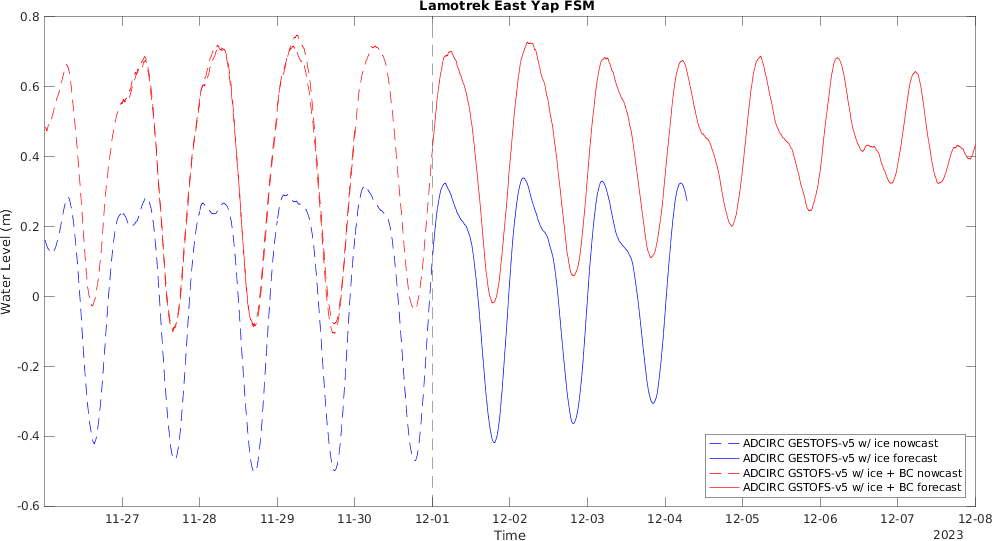 Lamotrek East Yap FSM
0.8
0.6
0.4
0.2
0
-0.2
-0.4
-0.6
Water Level (m)
ADCIRC GESTOFS-v5 w/ ice nowcast
ADCIRC GESTOFS-v5 w/ ice forecast
ADCIRC GSTOFS-v5 w/ ice + BC nowcast
ADCIRC GSTOFS-v5 w/ ice + BC forecast
11-27 11-28 11-29 11-30 12-01 12-02 12-03 12-04 12-05 12-06 12-07 12-08
Time
2023